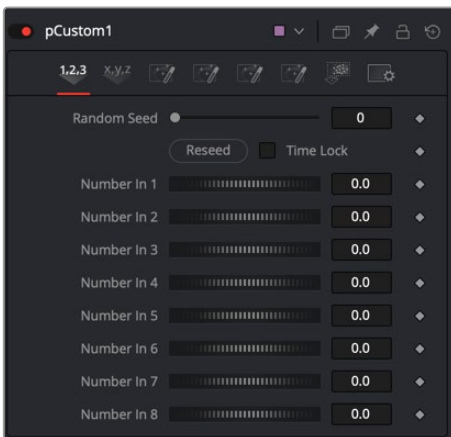 pCustom1
1,2,3 x,y,z
Random Seed 0
Reseed Time Lock
Number In 1 0.0
Number In 2 0.0
Number In 3 0.0
Number In 4 0.0
Number In 5 0.0
Number In 6 0.0
Number In 7 0.0
Number In 8 0.0